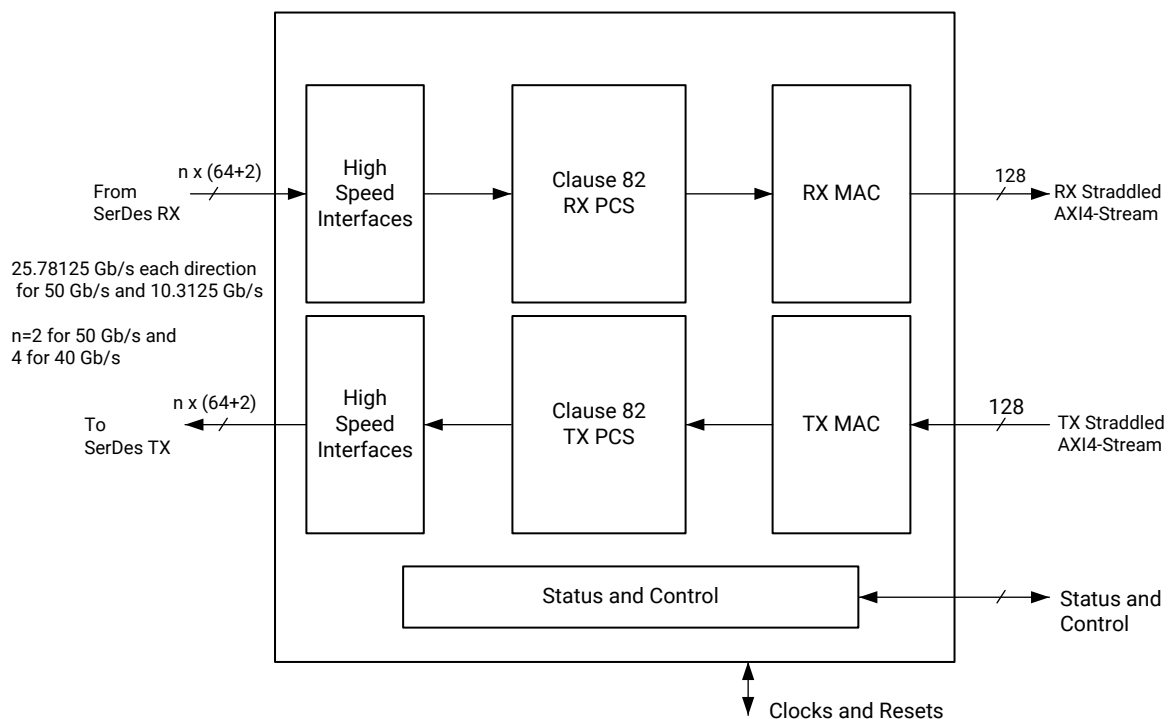 n x (64+2)
From
SerDes RX
High
Speed
Interfaces
Clause 82
RX PCS
RX MAC
128
RX Straddled
AXI4-Stream
25.78125 Gb/s each direction
for 50 Gb/s and 10.3125 Gb/s
n=2 for 50 Gb/s and
4 for 40 Gb/s
n x (64+2)
To
SerDes TX
High
Speed
Interfaces
Clause 82
TX PCS
TX MAC
128
TX Straddled
AXI4-Stream
Status and Control
Status and
Control
Clocks and Resets